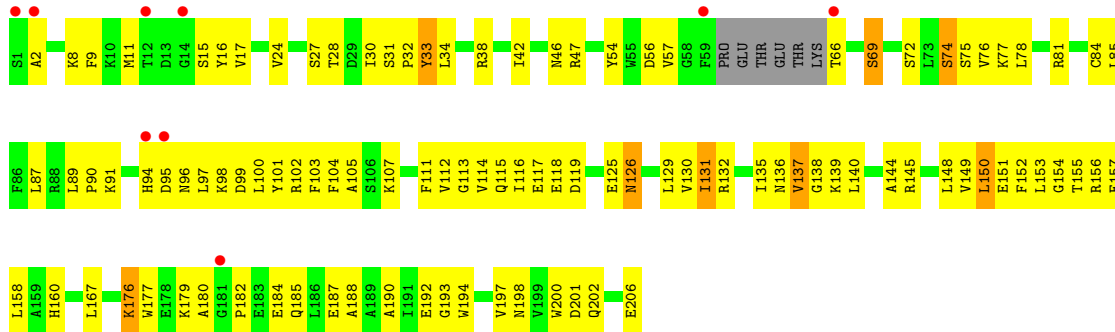 S1 A2 K8 F9 K10 M11 T12 D13 G14 S15 Y16 V17 V24 S27 T28 D29 I30 S31 P32 Y33 L34 R38 I42 N46 R47 Y54 W55 D56 V57 G58 F59 PRO GLU THR GLU THR LYS T66 S69 S72 L73 S74 S75 V76 K77 L78 R81 C84 L85
F86 L87 R88 L89 P90 K91 H94 D95 N96 L97 K98 D99 L100 Y101 R102 F103 F104 A105 S106 K107 F111 V112 G113 V114 Q115 I116 E117 E118 D119 E125 N126 L129 V130 I131 R132 I135 N136 V137 G138 K139 L140 A144 R145 L148 V149 L150 E151 F152 L153 G154 T155 R156 E157
L158 A159 H160 L167 K176 W177 E178 K179 A180 G181 P182 E183 E184 Q185 L186 E187 A188 A189 A190 I191 E192 G193 W194 V197 N198 V199 W200 D201 Q202 E206